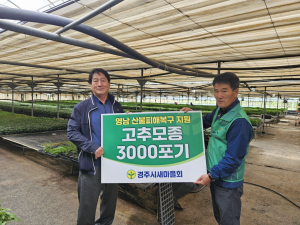 영남 산불피해복구 지원
고추모종
3000포기
경주시새마을회